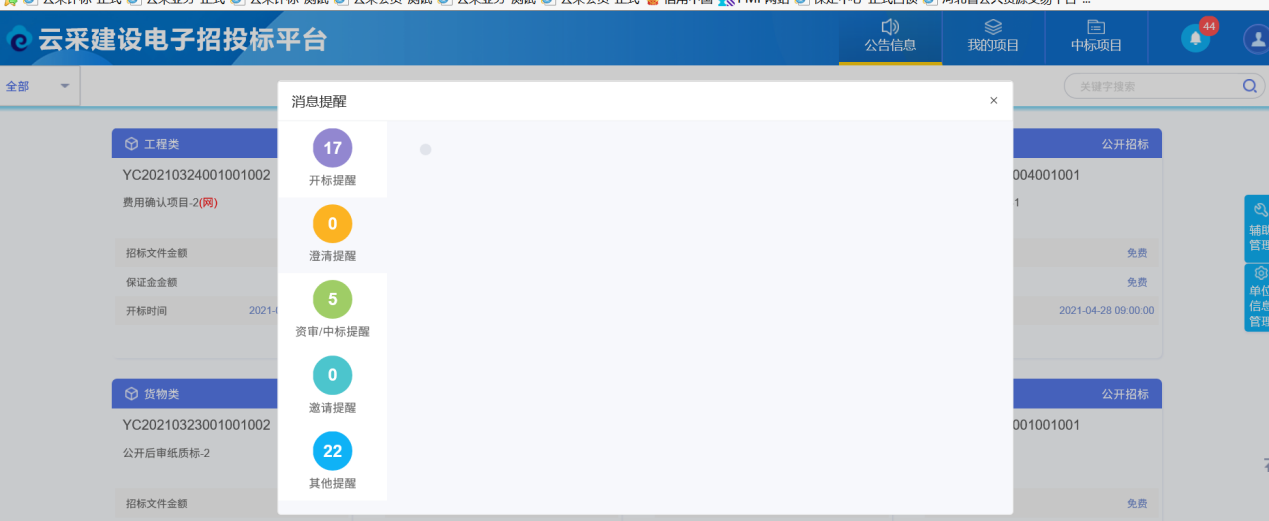 云采建设电子招投标平台
公告信息
我的项目
中标项目
44
全部
关键字搜索
消息提醒
×
17
开标提醒
0
澄清提醒
5
资审/中标提醒
0
邀请提醒
22
其他提醒
工程类
YC20210324001001002
费用确认项目-2(网)
招标文件金额
保证金金额
开标时间
2021-
公开招标
004001001
-1
免费
免费
2021-04-28 09:00:00
货物类
YC20210323001001002
公开后审纸质标-2
招标文件金额
公开招标
001001001
免费
辅助
管理
单位
信息
管理